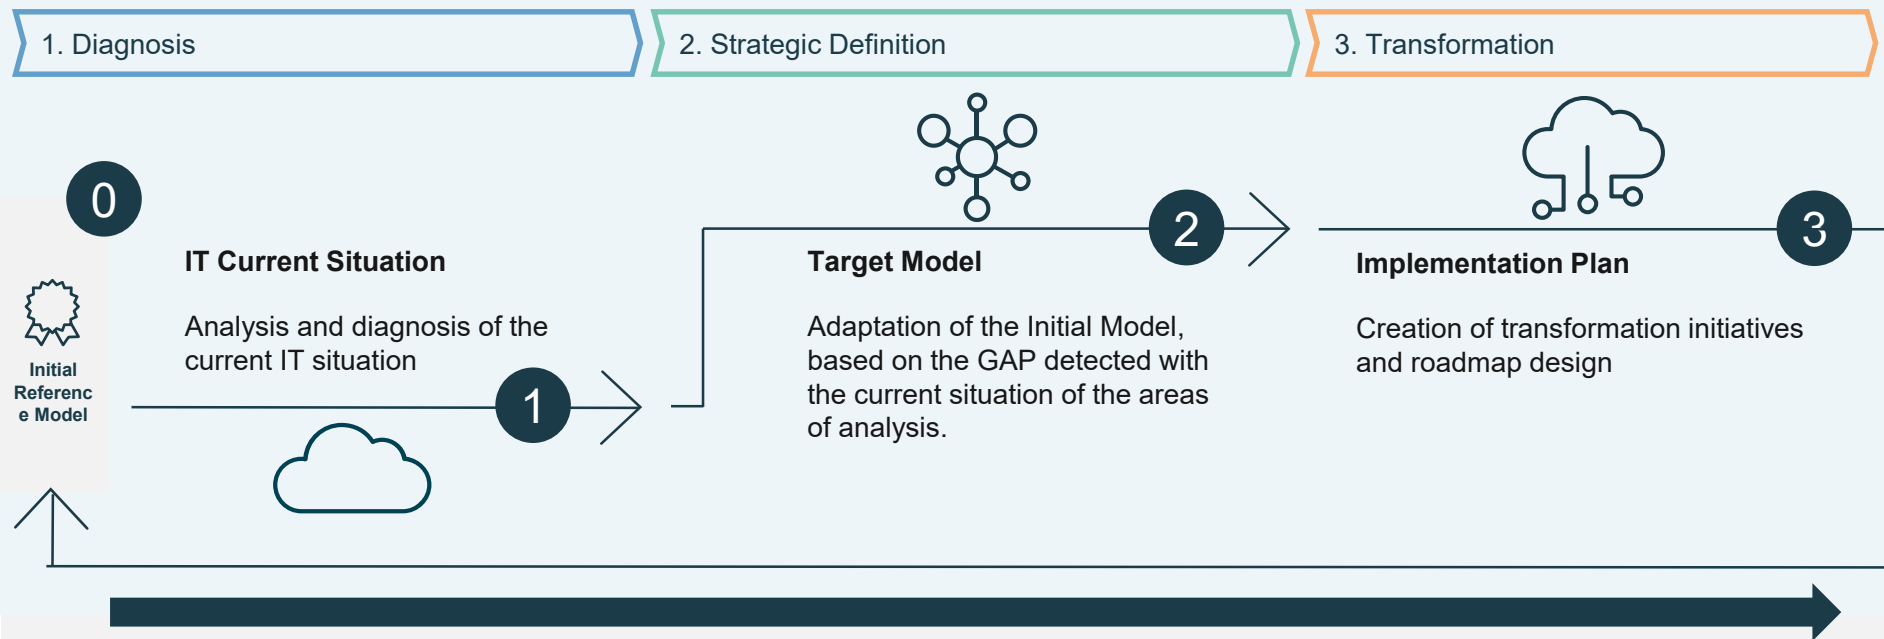 1. Diagnosis
2. Strategic Definition
3. Transformation
0
Initial
Referenc
e Model
IT Current Situation
Analysis and diagnosis of the
current IT situation
1
2
Target Model
Adaptation of the Initial Model,
based on the GAP detected with
the current situation of the areas
of analysis.
3
Implementation Plan
Creation of transformation initiatives
and roadmap design